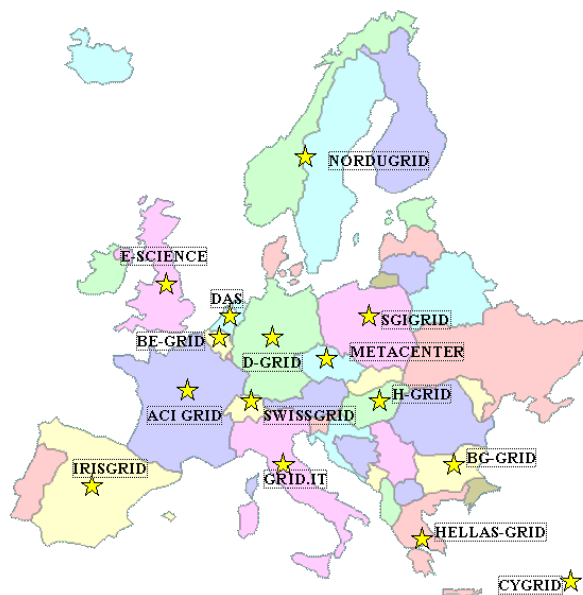 NORDUGRID
E-SCIENCE
DAS
SGIGRID
BE-GRID
METACENTER
D-GRID
H-GRID
ACI GRID
SWISSGRID
BG-GRID
IRISGRID
GRID.IT
HELLAS-GRID
CYGRID